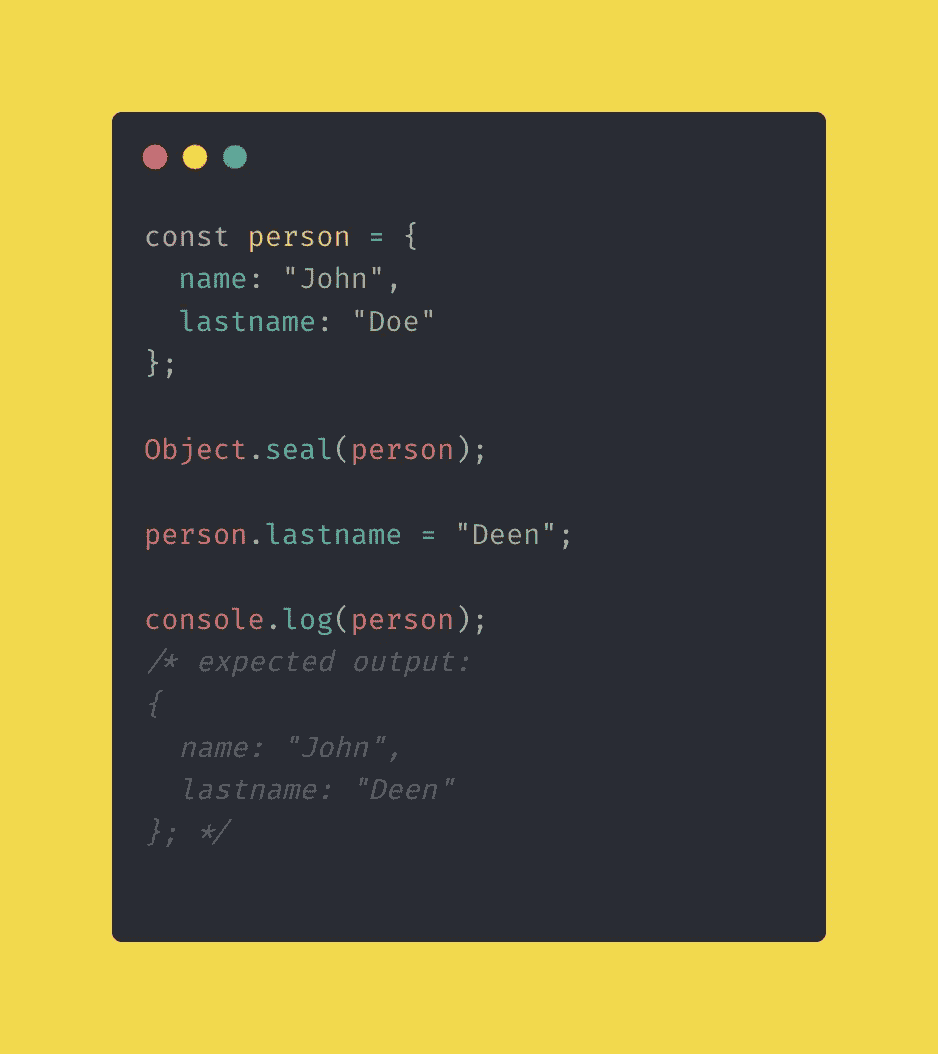 const person = {
  name: "John",
  lastname: "Doe"
};

Object.seal(person);

person.lastname = "Deen";

console.log(person);
/* expected output:
{
  name: "John",
  lastname: "Deen"
}; */